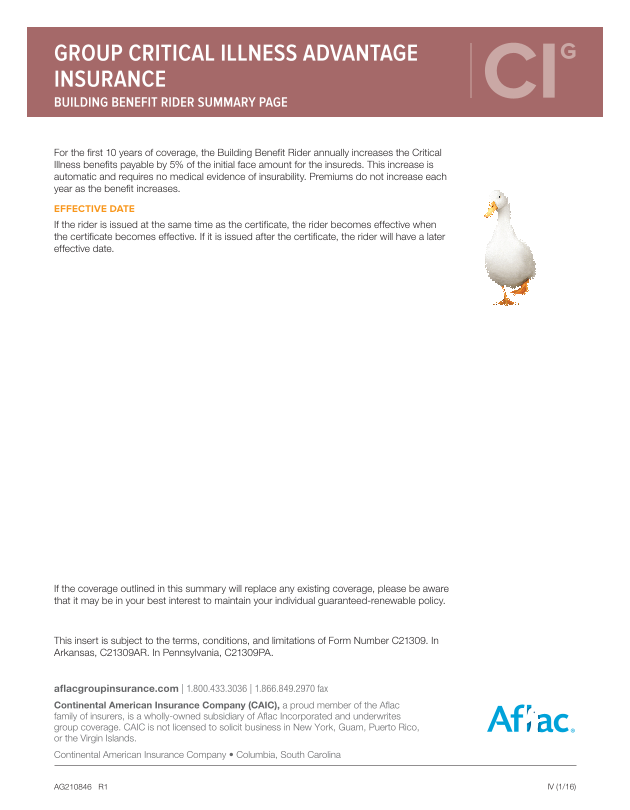 GROUP CRITICAL ILLNESS ADVANTAGE
INSURANCE
BUILDING BENEFIT RIDER SUMMARY PAGE
CIG
For the first 10 years of coverage, the Building Benefit Rider annually increases the Critical
Illness benefits payable by 5% of the initial face amount for the insureds. This increase is
automatic and requires no medical evidence of insurability. Premiums do not increase each
year as the benefit increases.
EFFECTIVE DATE
If the rider is issued at the same time as the certificate, the rider becomes effective when
the certificate becomes effective. If it is issued after the certificate, the rider will have a later
effective date.
If the coverage outlined in this summary will replace any existing coverage, please be aware
that it may be in your best interest to maintain your individual guaranteed-renewable policy.
This insert is subject to the terms, conditions, and limitations of Form Number C21309. In
Arkansas, C21309AR. In Pennsylvania, C21309PA.
aflacgroupinsurance.com | 1.800.433.3036 | 1.866.849.2970 fax
Continental American Insurance Company (CAIC), a proud member of the Aflac
family of insurers, is a wholly-owned subsidiary of Aflac Incorporated and underwrites
group coverage. CAIC is not licensed to solicit business in New York, Guam, Puerto Rico,
or the Virgin Islands.
Continental American Insurance Company • Columbia, South Carolina
Aflac®
AG210846 R1
IV (1/16)